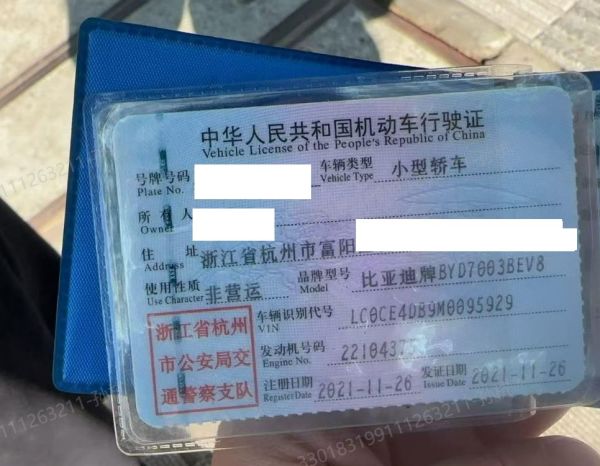 中华人民共和国机动车行驶证
Vehicle License of the People's Republic of China
号牌号码 车辆类型 小型轿车
Plate No. Vehicle Type
所有人
Owner
住址 浙江省杭州市富阳
Address
使用性质 非营运 品牌型号 比亚迪牌BYD7003BEV8
Use Character Model
浙江省杭州
市公安局交
通警察支队
车辆识别代号 LC0CE4DB9M0095929
VIN
发动机号码 22104375
Engine No.
注册日期 2021-11-26 发证日期 2021-11-26
Register Date Issue Date